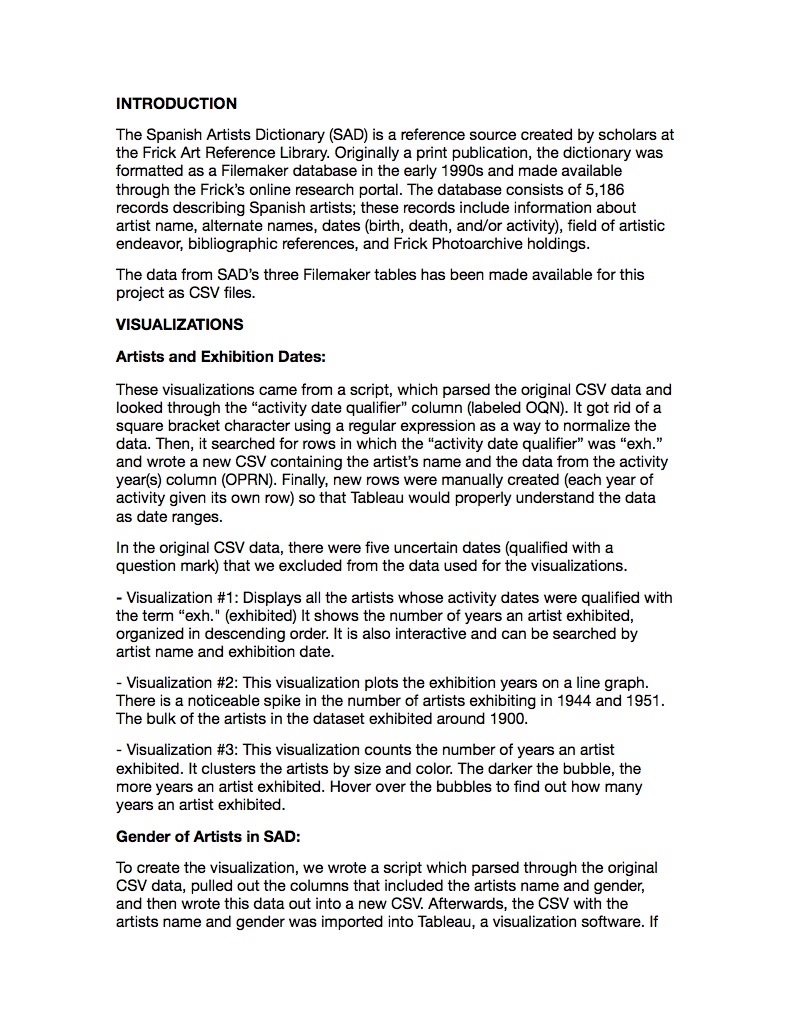 INTRODUCTION
The Spanish Artists Dictionary (SAD) is a reference source created by scholars at
the Frick Art Reference Library. Originally a print publication, the dictionary was
formatted as a Filemaker database in the early 1990s and made available
through the Frick’s online research portal. The database consists of 5,186
records describing Spanish artists; these records include information about
artist name, alternate names, dates (birth, death, and/or activity), field of artistic
endeavor, bibliographic references, and Frick Photoarchive holdings.
The data from SAD’s three Filemaker tables has been made available for this
project as CSV files.
VISUALIZATIONS
Artists and Exhibition Dates:
These visualizations came from a script, which parsed the original CSV data and
looked through the “activity date qualifier” column (labeled OQN). It got rid of a
square bracket character using a regular expression as a way to normalize the
data. Then, it searched for rows in which the “activity date qualifier” was “exh.”
and wrote a new CSV containing the artist’s name and the data from the activity
year(s) column (OPRN). Finally, new rows were manually created (each year of
activity given its own row) so that Tableau would properly understand the data
as date ranges.
In the original CSV data, there were five uncertain dates (qualified with a
question mark) that we excluded from the data used for the visualizations.
- Visualization #1: Displays all the artists whose activity dates were qualified with
the term “exh." (exhibited) It shows the number of years an artist exhibited,
organized in descending order. It is also interactive and can be searched by
artist name and exhibition date.
- Visualization #2: This visualization plots the exhibition years on a line graph.
There is a noticeable spike in the number of artists exhibiting in 1944 and 1951.
The bulk of the artists in the dataset exhibited around 1900.
- Visualization #3: This visualization counts the number of years an artist
exhibited. It clusters the artists by size and color. The darker the bubble, the
more years an artist exhibited. Hover over the bubbles to find out how many
years an artist exhibited.
Gender of Artists in SAD:
To create the visualization, we wrote a script which parsed through the original
CSV data, pulled out the columns that included the artists name and gender,
and then wrote this data out into a new CSV. Afterwards, the CSV with the
artists name and gender was imported into Tableau, a visualization software. If